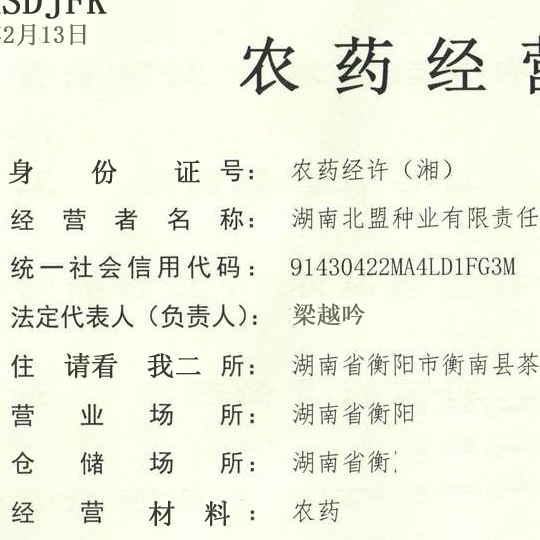 SDJFR
2月13日
农药经营
身份证号：农药经许（湘）
经营者名称：湖南北盟种业有限责任
统一社会信用代码：91430422MA4LD1FG3M
法定代表人（负责人）：梁越吟
住请看我二所：湖南省衡阳市衡南县茶
营业场所：湖南省衡阳
仓储场所：湖南省衡
经营材料：农药